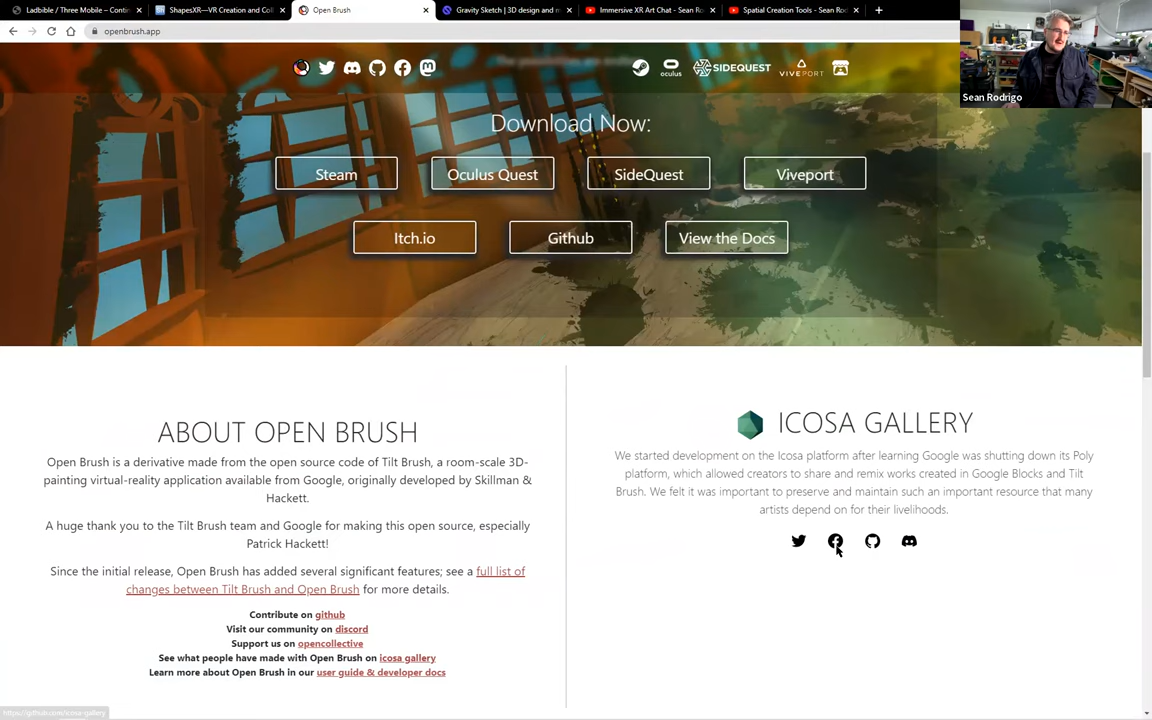 Ladbible / Three Mobile – Contin
ShapesXR—VR Creation and Coll
Open Brush
Gravity Sketch | 3D design and m
Immersive XR Art Chat - Sean Ro
Spatial Creation Tools - Sean Rod
openbrush.app
Sean Rodrigo
oculus
SIDEQUEST
VIVEPORT
Download Now:
Steam
Oculus Quest
SideQuest
Viveport
Itch.io
Github
View the Docs
ABOUT OPEN BRUSH
Open Brush is a derivative made from the open source code of Tilt Brush, a room-scale 3D-
painting virtual-reality application available from Google, originally developed by Skillman &
Hackett.
A huge thank you to the Tilt Brush team and Google for making this open source, especially
Patrick Hackett!
Since the initial release, Open Brush has added several significant features; see a full list of
changes between Tilt Brush and Open Brush for more details.
Contribute on github
Visit our community on discord
Support us on opencollective
See what people have made with Open Brush on icosa gallery
Learn more about Open Brush in our user guide & developer docs
ICOSA GALLERY
We started development on the Icosa platform after learning Google was shutting down its Poly
platform, which allowed creators to share and remix works created in Google Blocks and Tilt
Brush. We felt it was important to preserve and maintain such an important resource that many
artists depend on for their livelihoods.
https://github.com/icosa-gallery